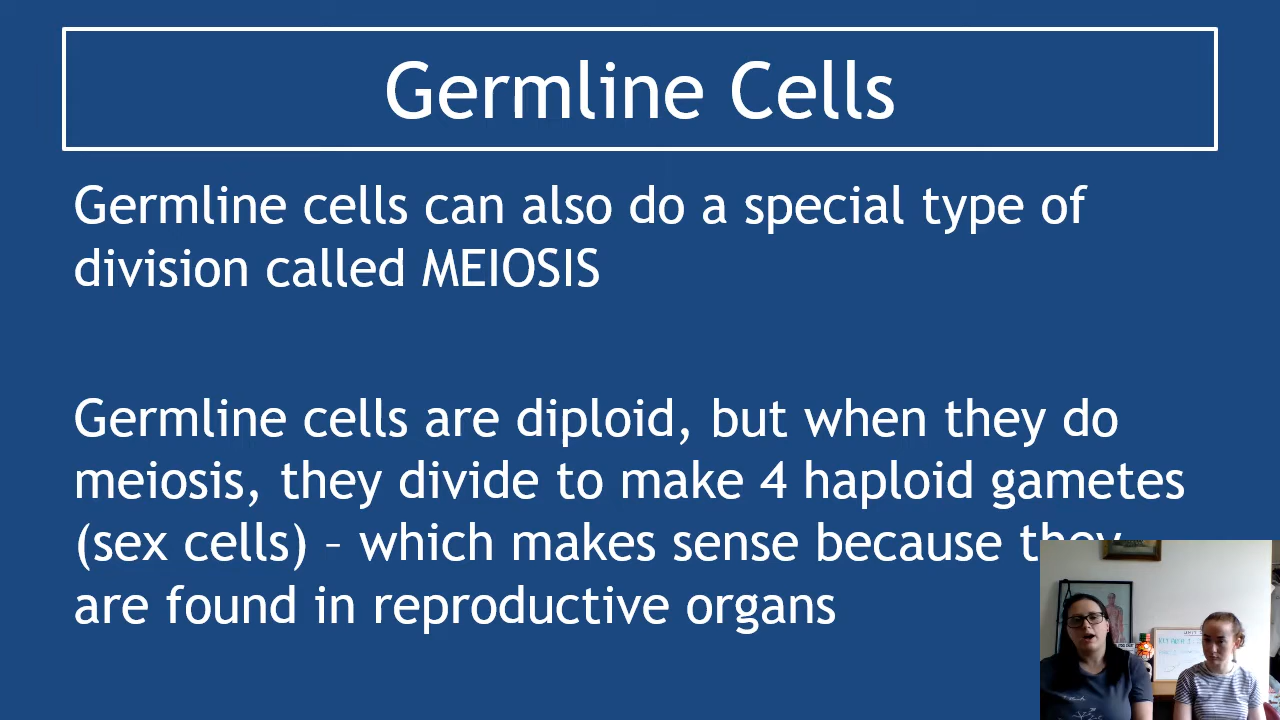 Germline Cells
Germline cells can also do a special type of
division called MEIOSIS
Germline cells are diploid, but when they do
meiosis, they divide to make 4 haploid gametes
(sex cells) – which makes sense because they
are found in reproductive organs